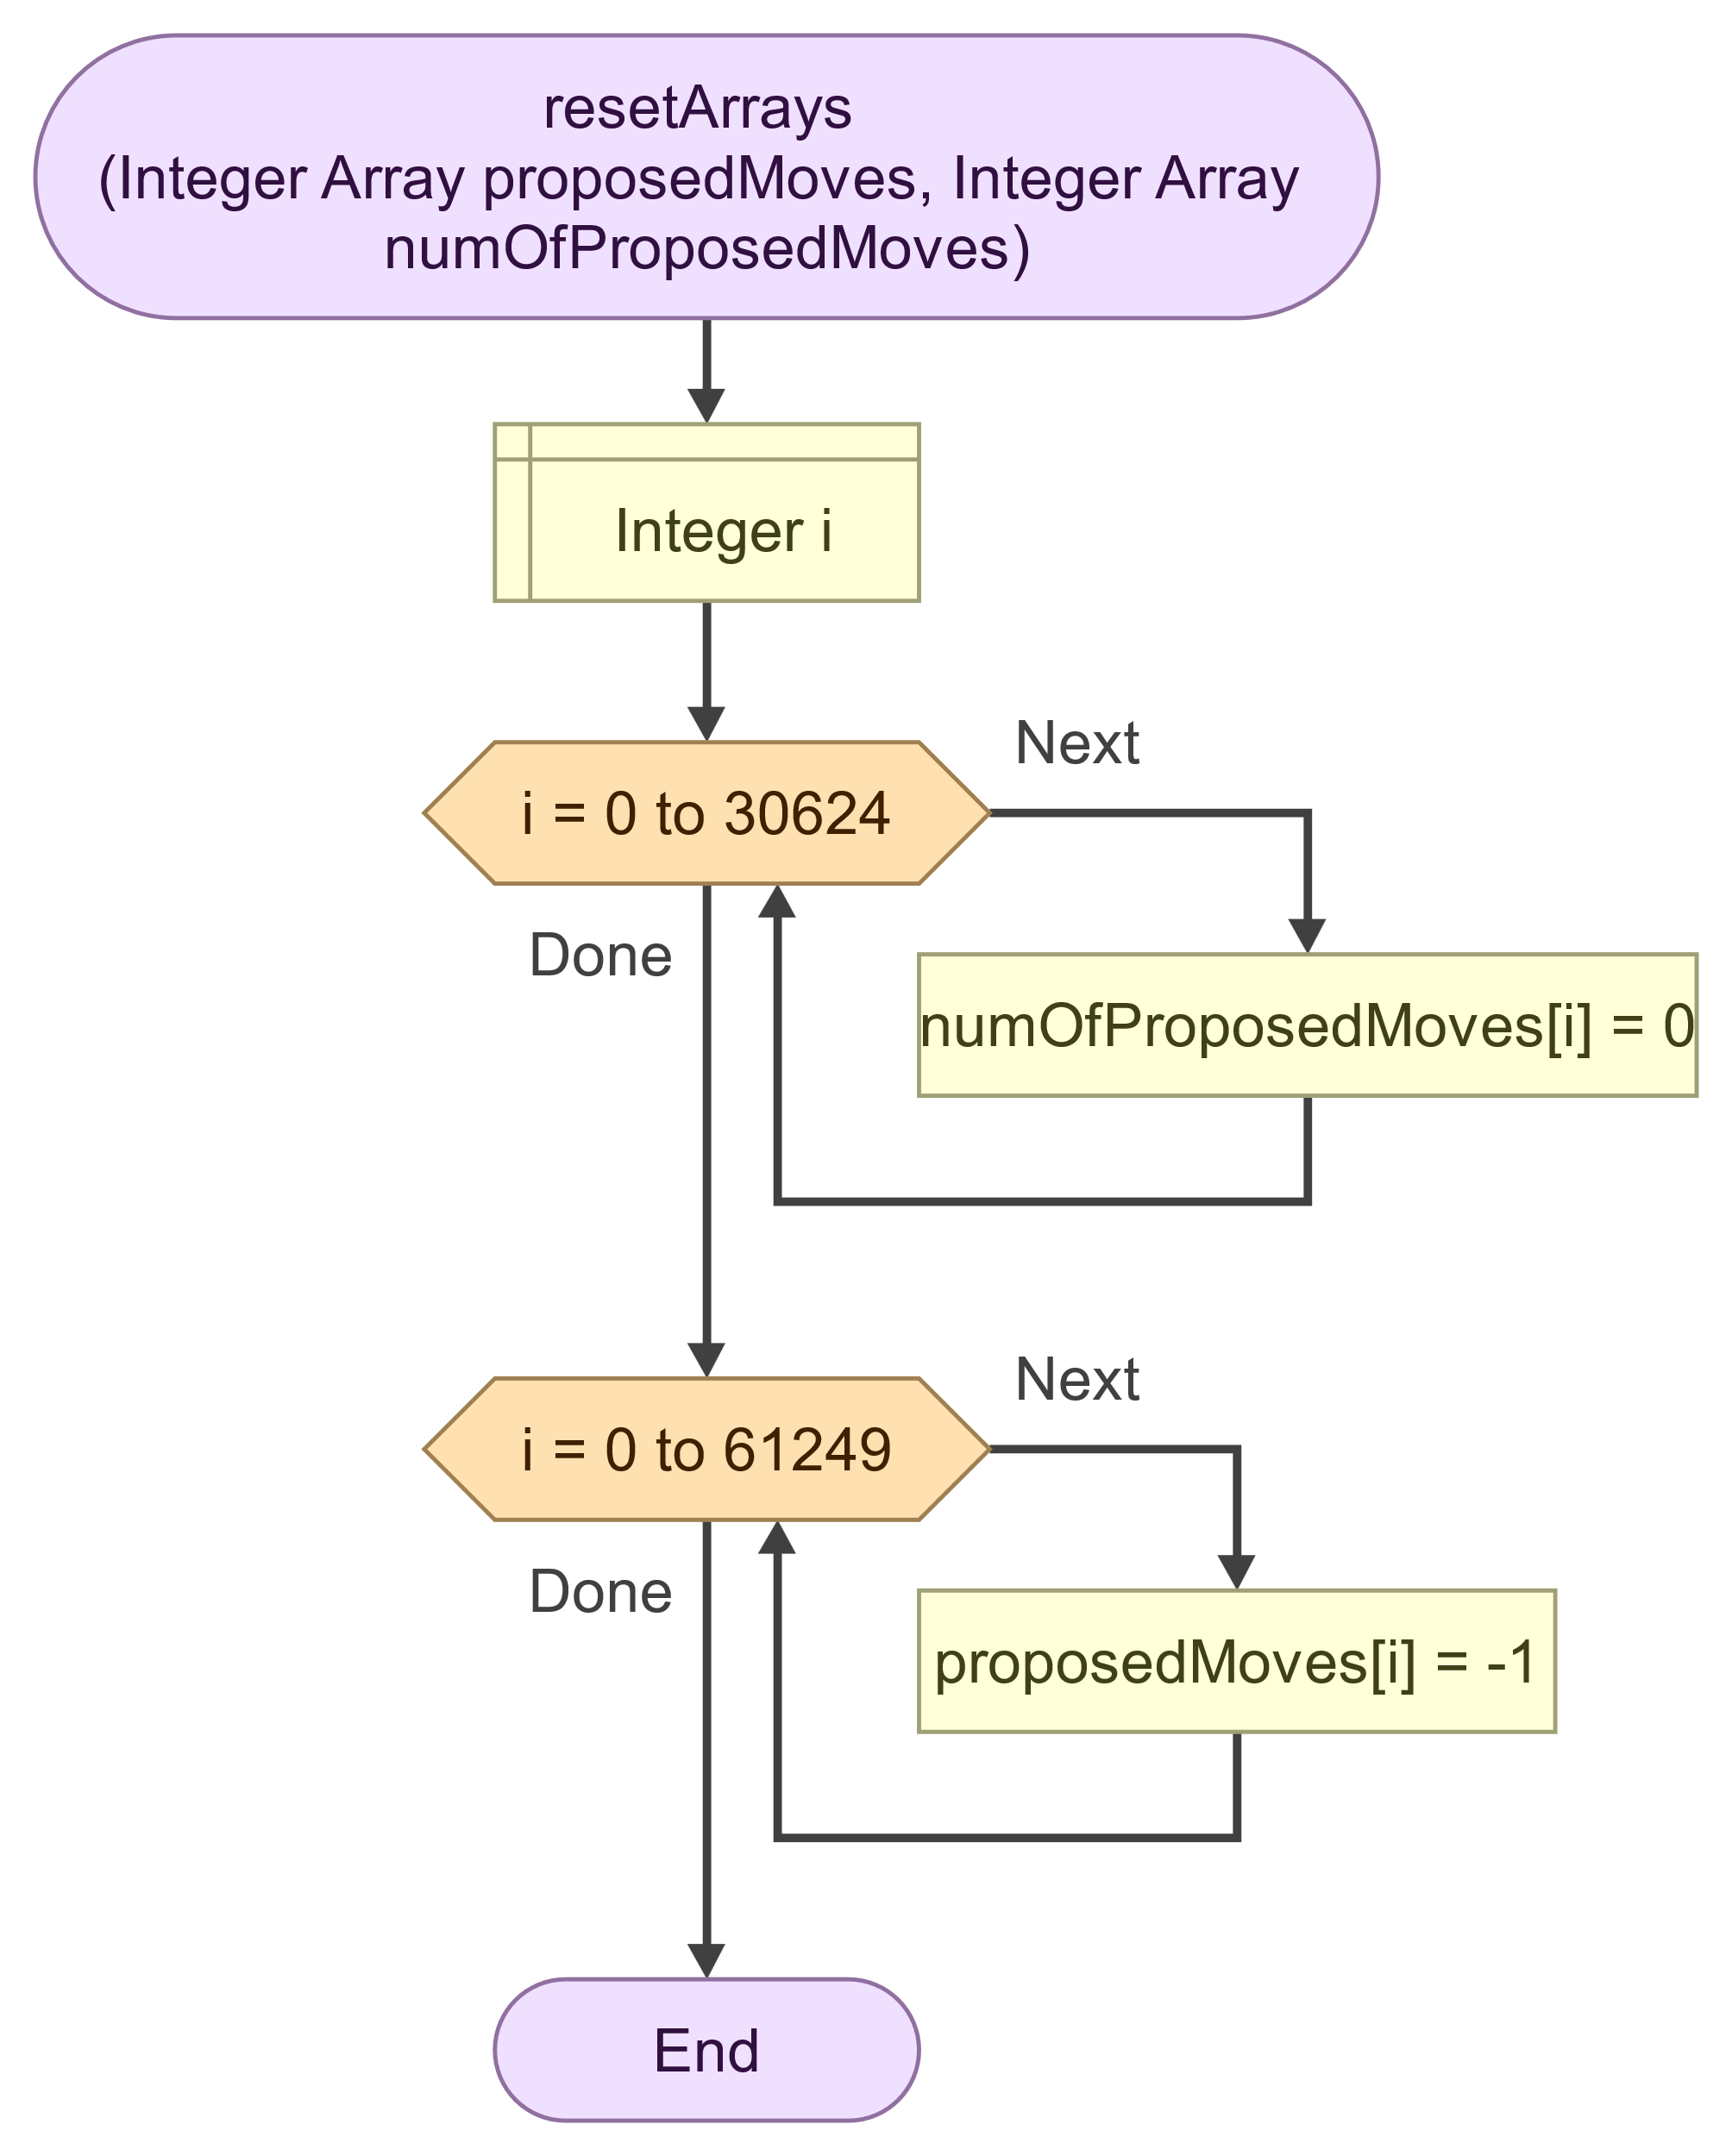 resetArrays
(Integer Array proposedMoves, Integer Array
numOfProposedMoves)
Integer i
i = 0 to 30624
Next
Done
numOfProposedMoves[i] = 0
i = 0 to 61249
Next
Done
proposedMoves[i] = -1
End